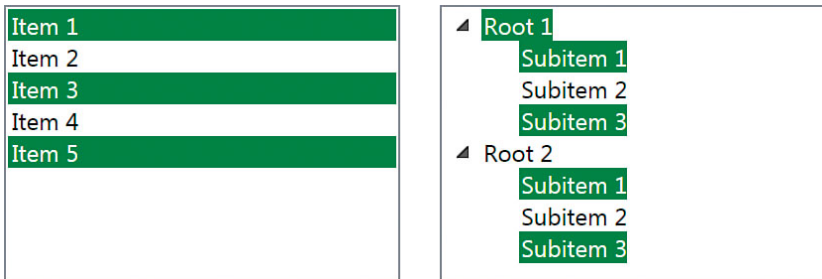 Item 1
Item 2
Item 3
Item 4
Item 5
Root 1
Subitem 1
Subitem 2
Subitem 3
Root 2
Subitem 1
Subitem 2
Subitem 3